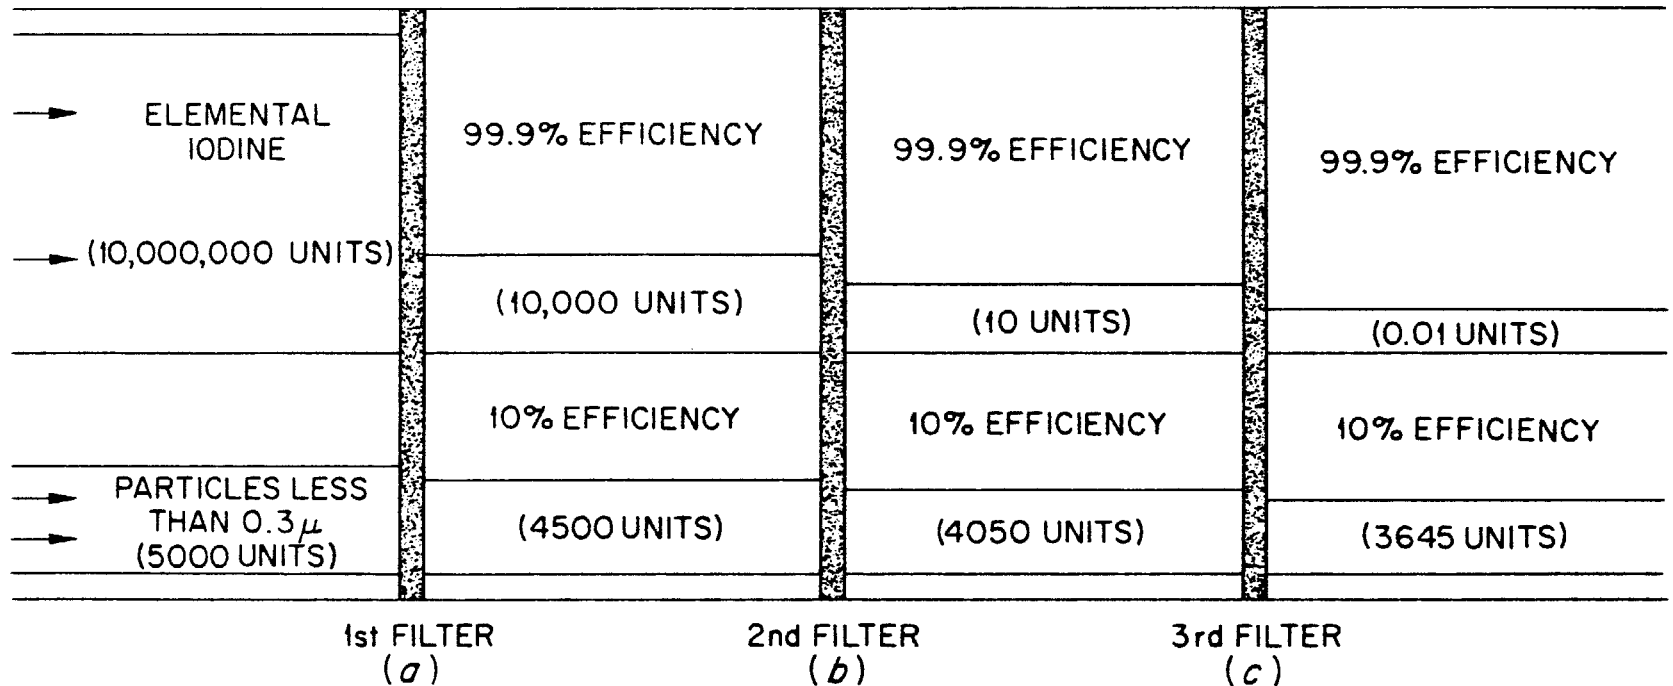 ELEMENTAL
IODINE
(10,000,000 UNITS)
PARTICLES LESS
THAN 0.3μ
(5000 UNITS)
99.9% EFFICIENCY
(10,000 UNITS)
10% EFFICIENCY
(4500 UNITS)
99.9% EFFICIENCY
(10 UNITS)
10% EFFICIENCY
(4050 UNITS)
99.9% EFFICIENCY
(0.01 UNITS)
10% EFFICIENCY
(3645 UNITS)
1st FILTER
(a)
2nd FILTER
(b)
3rd FILTER
(c)